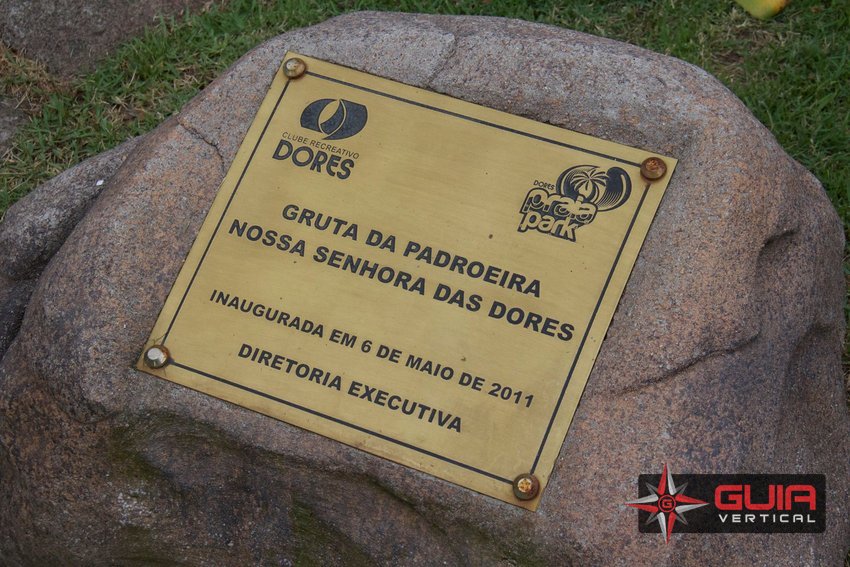 CLUBE RECREATIVO
DORES
DORES
praia
park
GRUTA DA PADROEIRA
NOSSA SENHORA DAS DORES
INAUGURADA EM 6 DE MAIO DE 2011
DIRETORIA EXECUTIVA
G
GUIA
VERTICAL